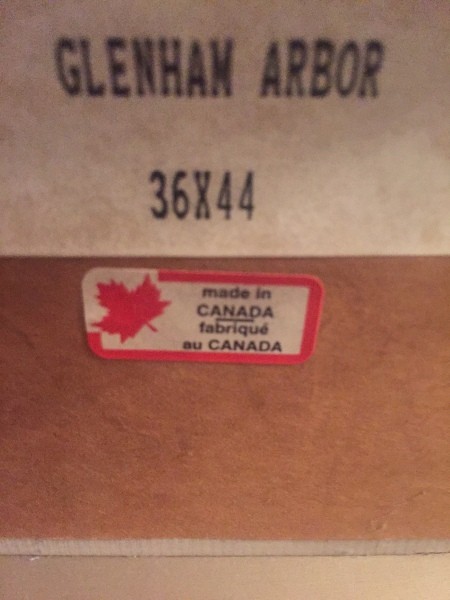 GLENHAM ARBOR
36X44
made in
CANADA
fabriqué
au CANADA